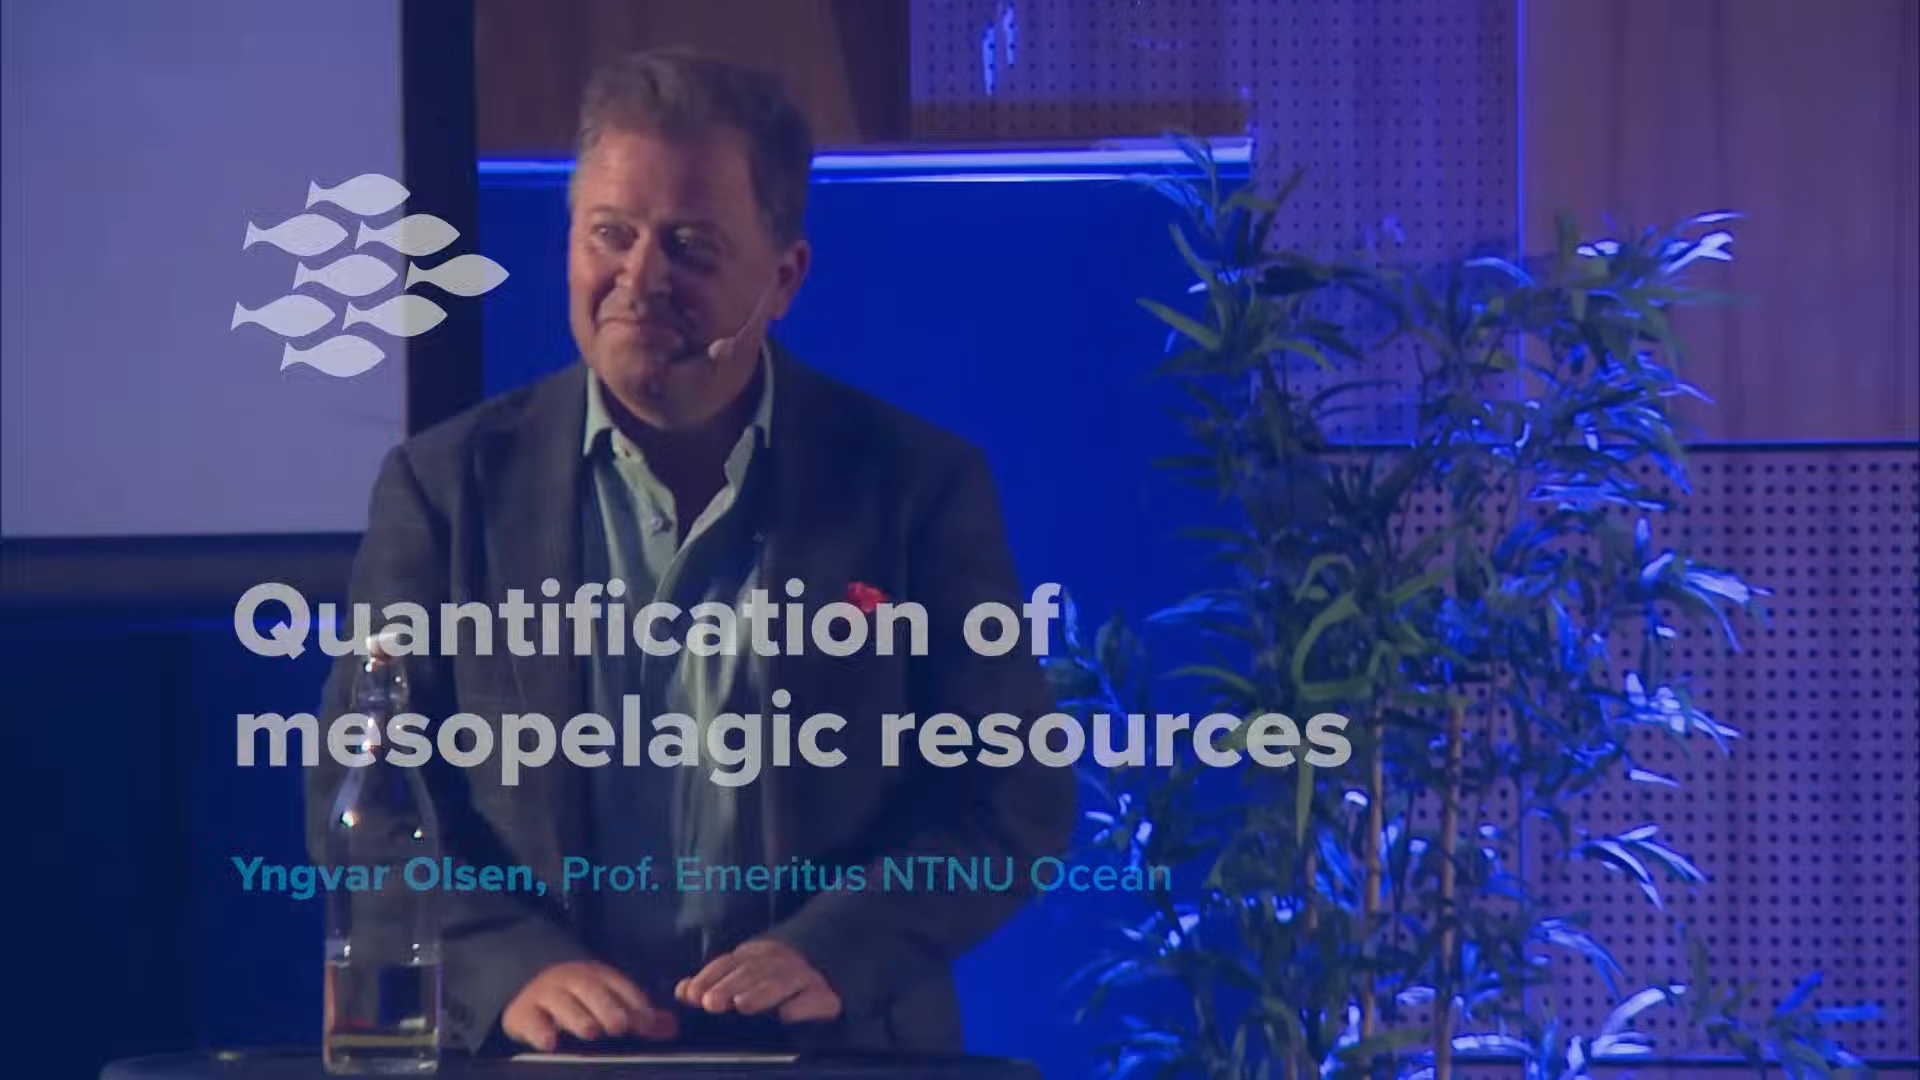 Quantification of
mesopelagic resources
Yngvar Olsen, Prof. Emeritus NTNU Ocean